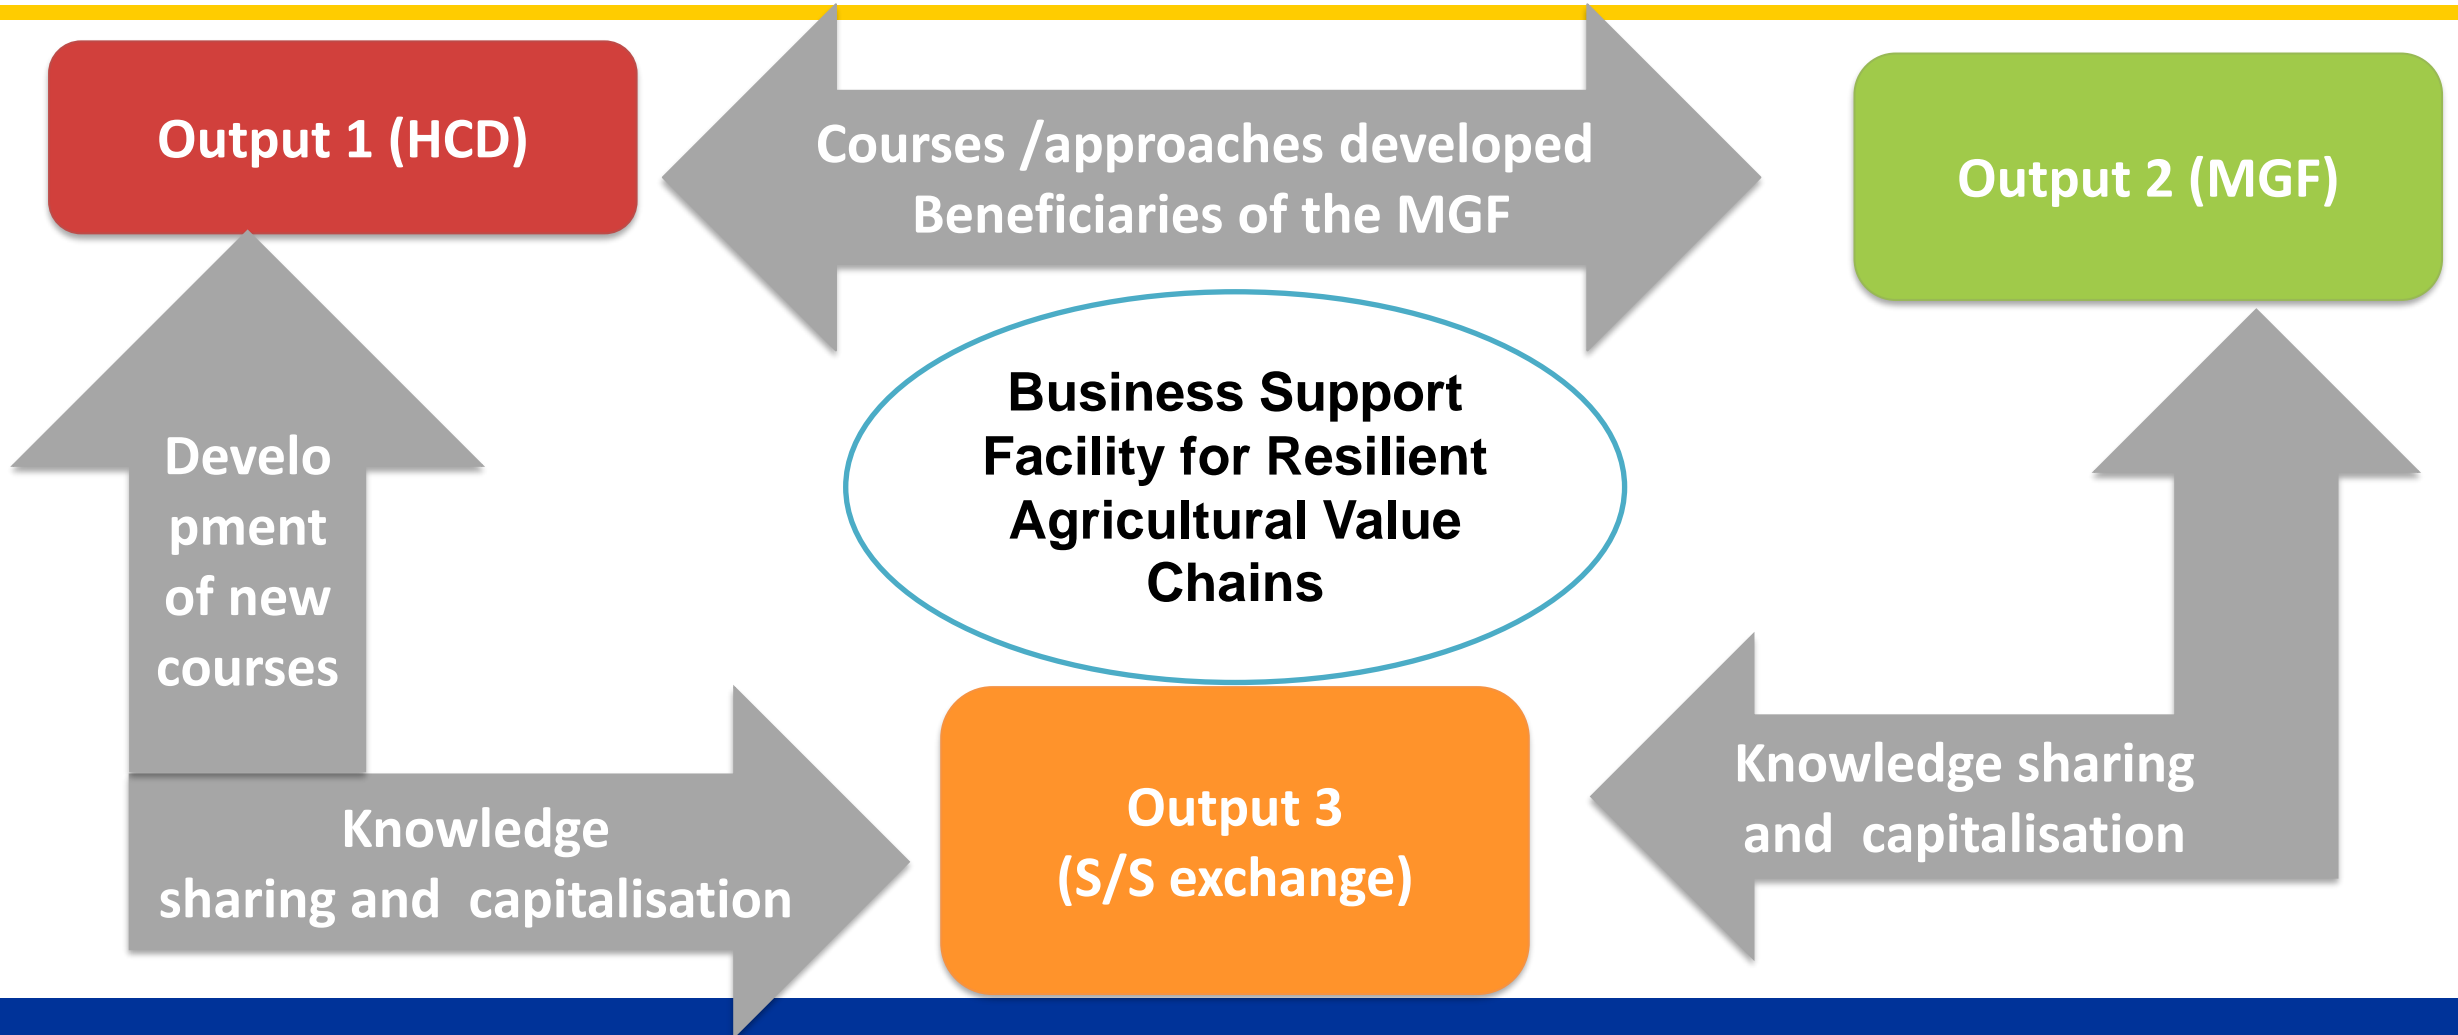 Output 1 (HCD)
Courses /approaches developed
Beneficiaries of the MGF
Output 2 (MGF)
Business Support
Facility for Resilient
Agricultural Value
Chains
Develo
pment
of new
courses
Knowledge
sharing and  capitalisation
Output 3
(S/S exchange)
Knowledge sharing
and  capitalisation